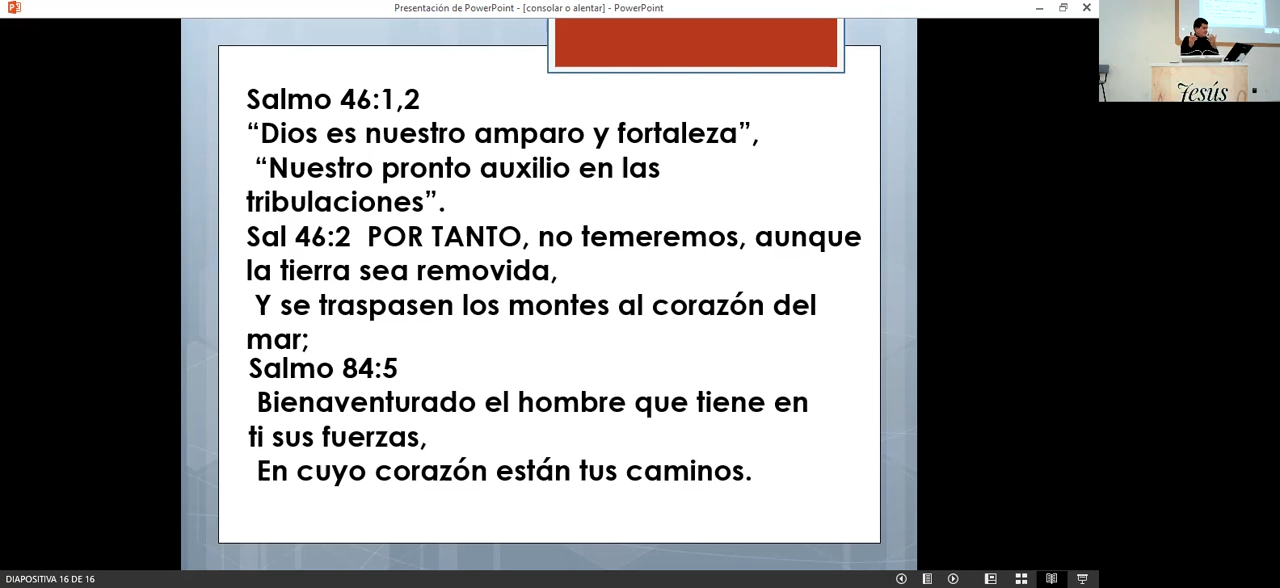 Presentación de PowerPoint - [consolar o alentar] - PowerPoint
Salmo 46:1,2
“Dios es nuestro amparo y fortaleza”,
“Nuestro pronto auxilio en las
tribulaciones”.
Sal 46:2  POR TANTO, no temeremos, aunque
la tierra sea removida,
Y se traspasen los montes al corazón del
mar;
Salmo 84:5
Bienaventurado el hombre que tiene en
ti sus fuerzas,
En cuyo corazón están tus caminos.
Jesús
DIAPOSITIVA 16 DE 16